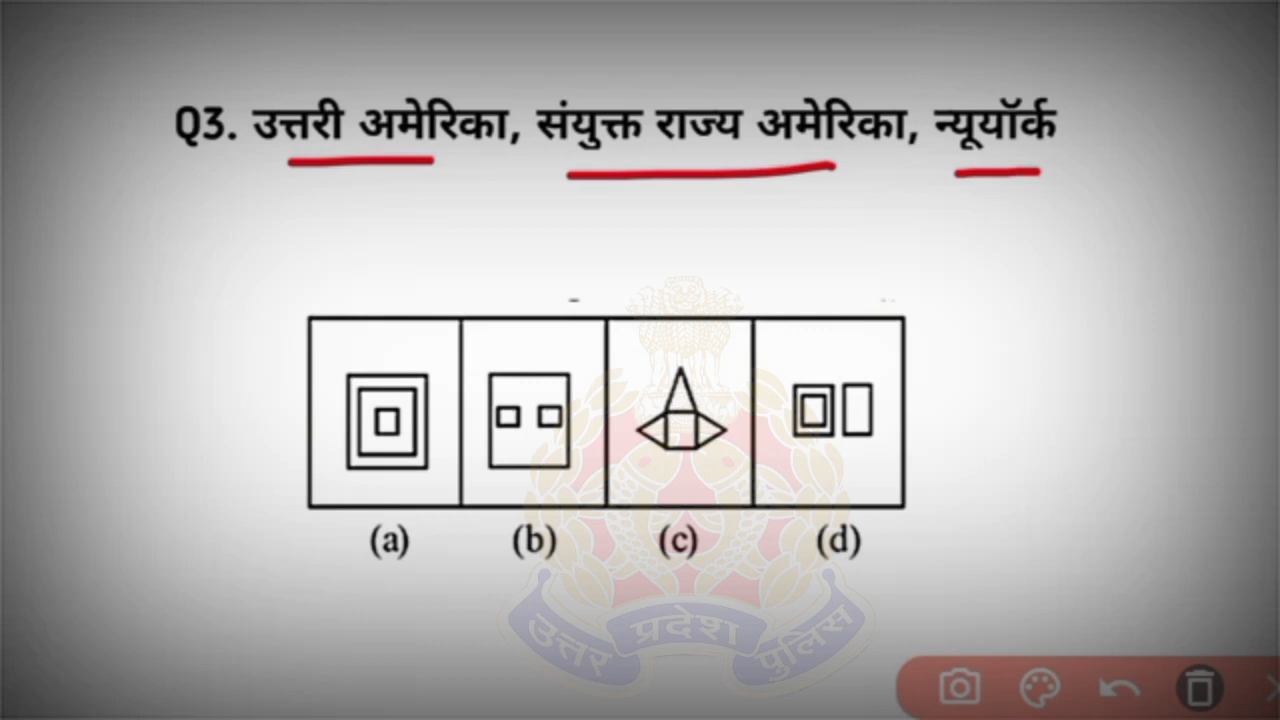 Q3. उत्तरी अमेरिका, संयुक्त राज्य अमेरिका, न्यूयॉर्क
(a) (b) (c) (d)
उत्तर प्रदेश पुलिस